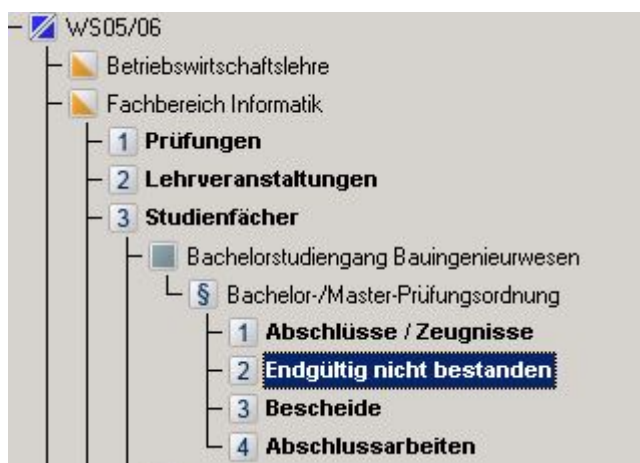 WS05/06
Betriebswirtschaftslehre
Fachbereich Informatik
1 Prüfungen
2 Lehrveranstaltungen
3 Studienfächer
Bachelorstudiengang Bauingenieurwesen
§ Bachelor-/Master-Prüfungsordnung
1 Abschlüsse / Zeugnisse
2 Endgültig nicht bestanden
3 Bescheide
4 Abschlussarbeiten